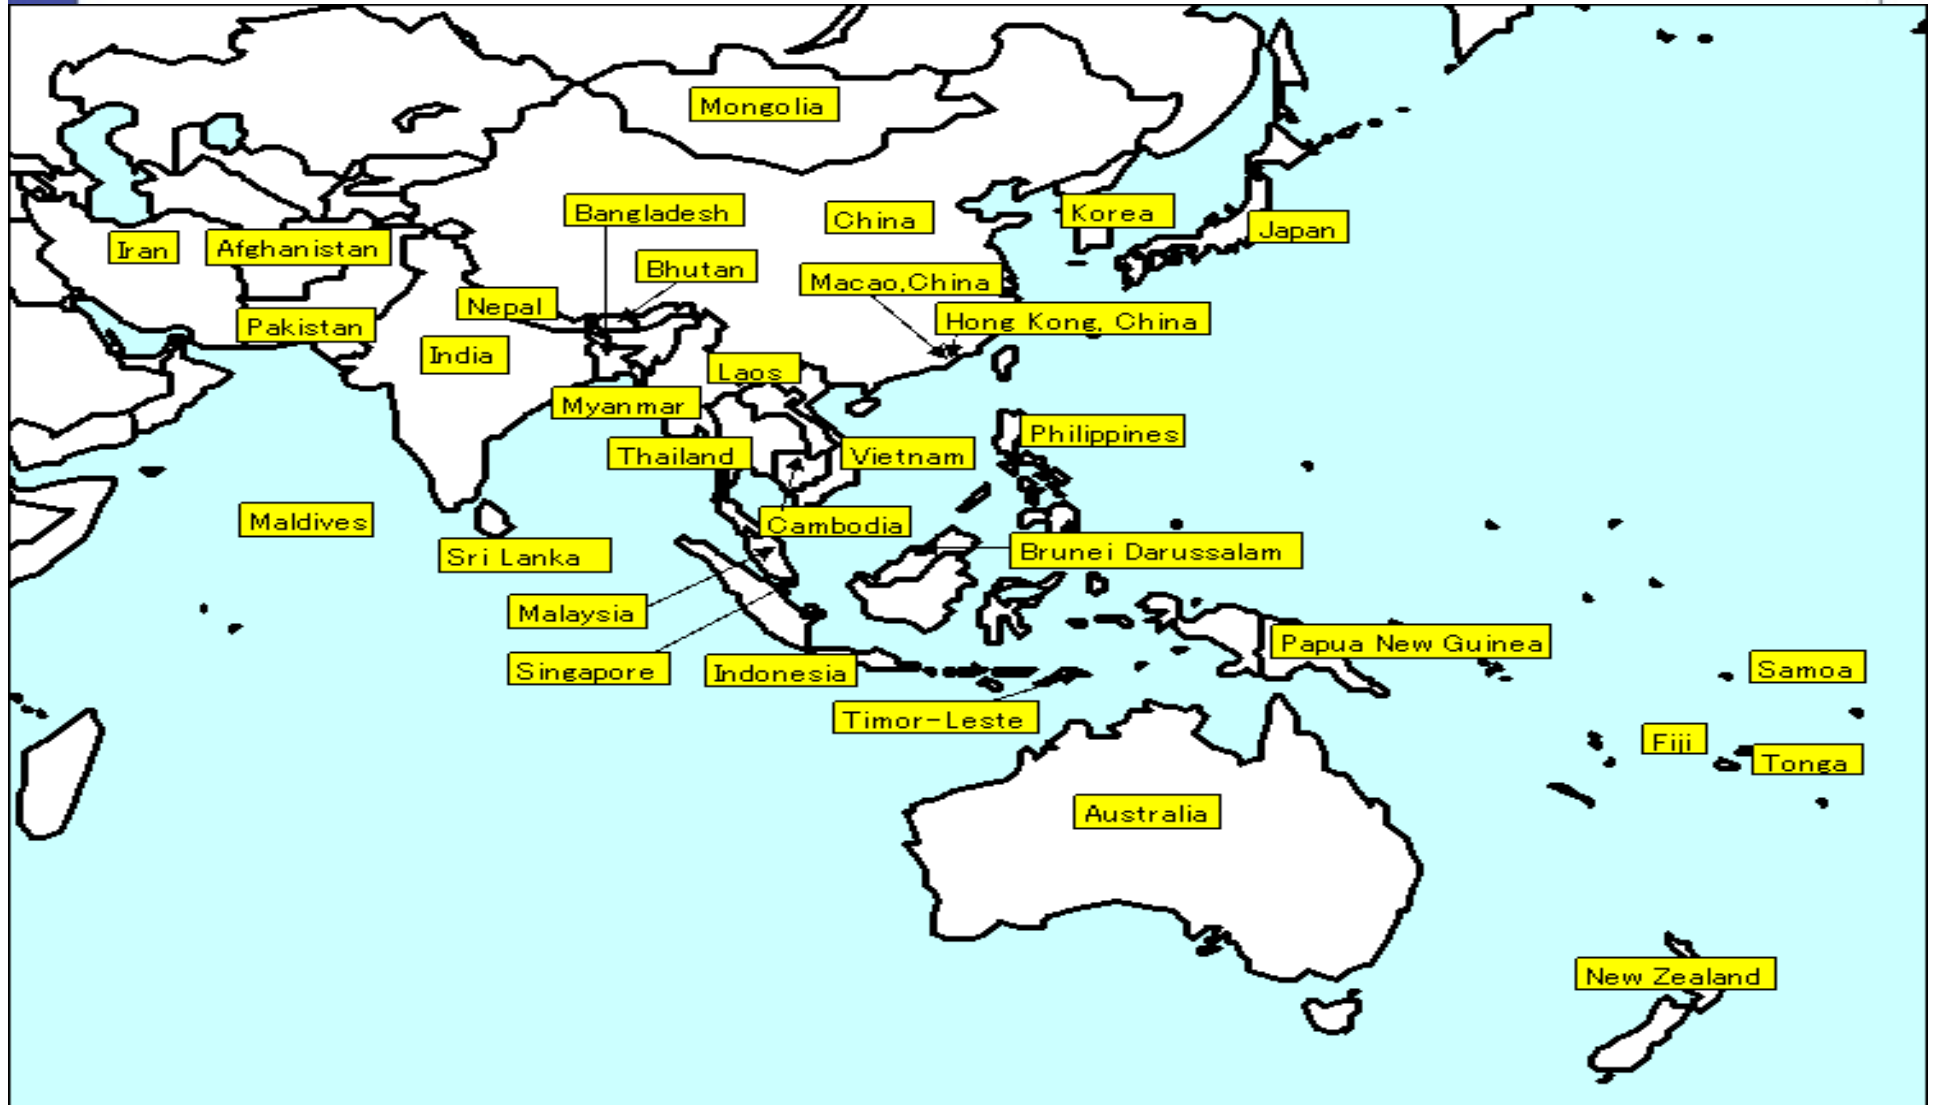 Mongolia
Bangladesh
China
Korea
Japan
Iran
Afghanistan
Bhutan
Macao,China
Nepal
Hong Kong, China
Pakistan
India
Laos
Myanmar
Philippines
Thailand
Vietnam
Maldives
Cambodia
Sri Lanka
Brunei Darussalam
Malaysia
Papua New Guinea
Singapore
Indonesia
Samoa
Timor-Leste
Fiji
Tonga
Australia
New Zealand